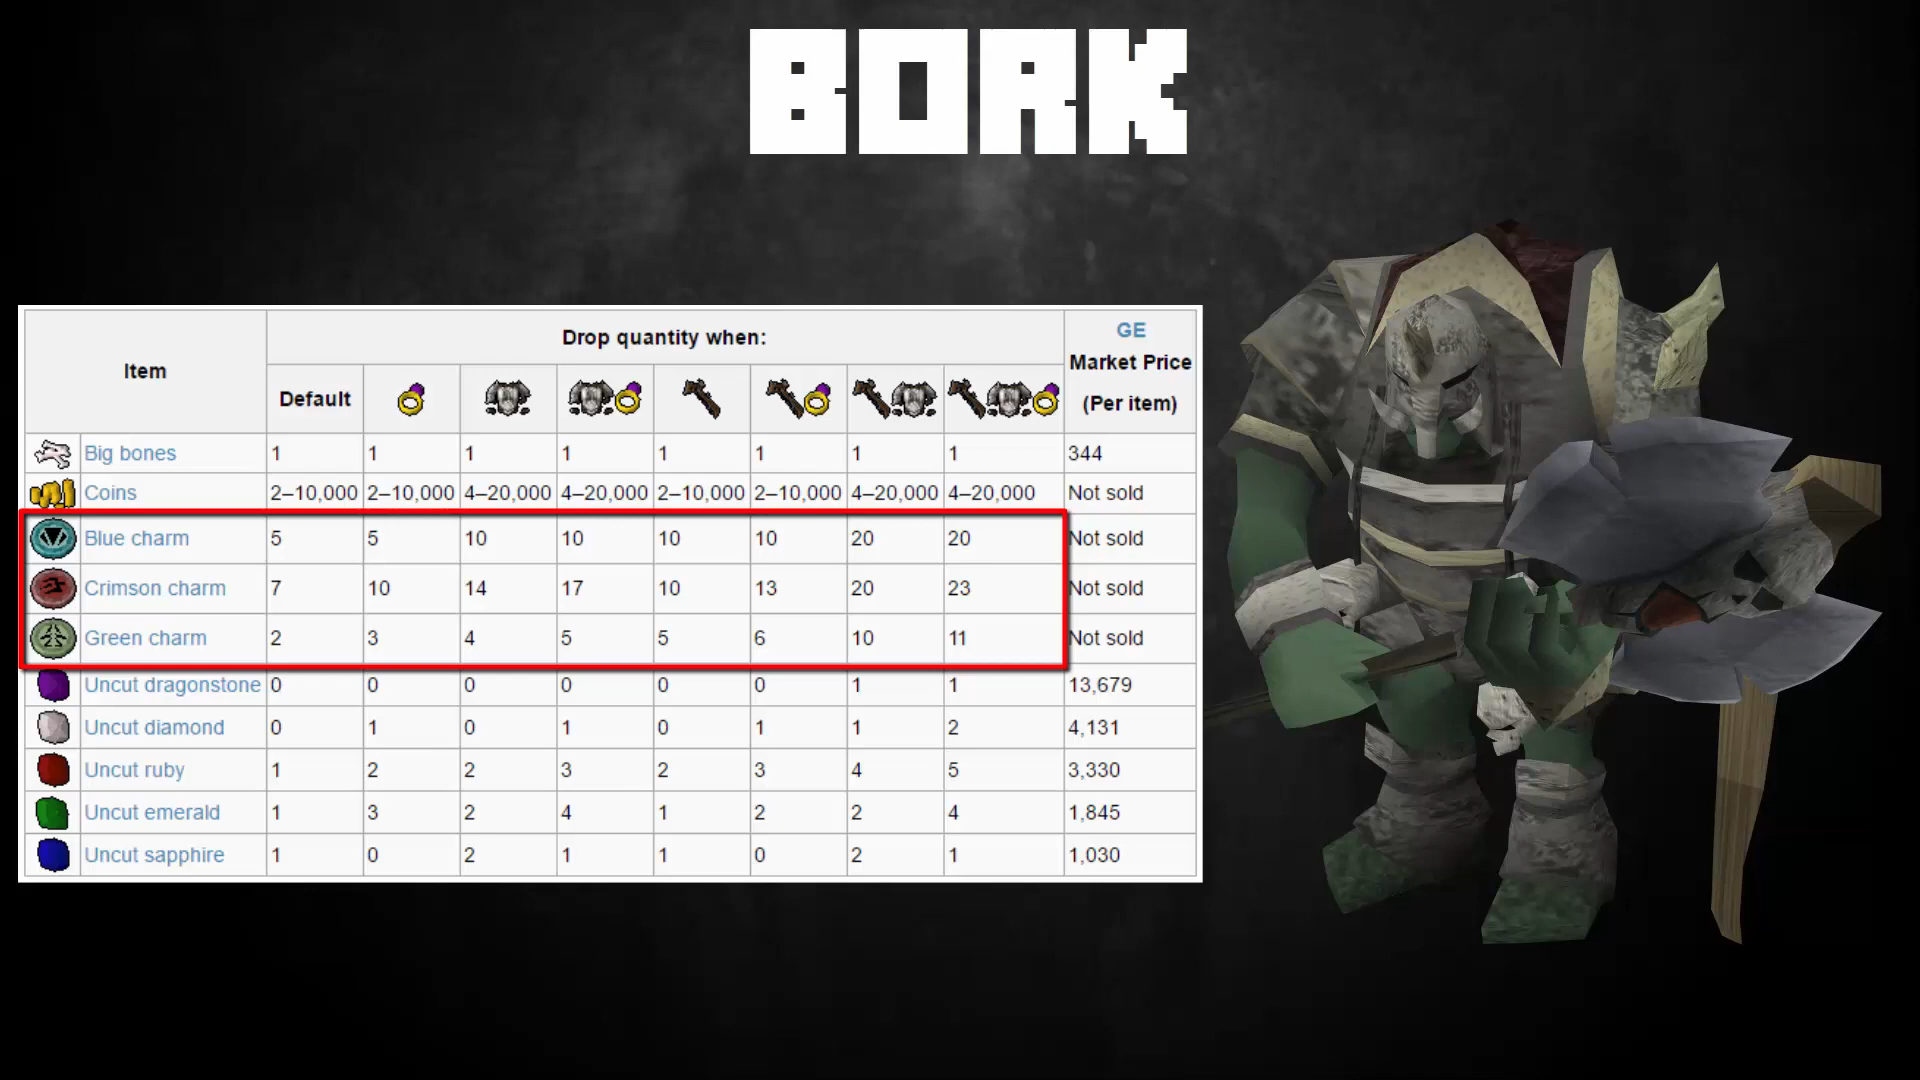 BORK
Item
Drop quantity when:
GE
Market Price
(Per item)
Default
Big bones 1 1 1 1 1 1 1 1 344
Coins 2–10,000 2–10,000 4–20,000 4–20,000 2–10,000 2–10,000 4–20,000 4–20,000 Not sold
Blue charm 5 5 10 10 10 10 20 20 Not sold
Crimson charm 7 10 14 17 10 13 20 23 Not sold
Green charm 2 3 4 5 5 6 10 11 Not sold
Uncut dragonstone 0 0 0 0 0 0 1 1 13,679
Uncut diamond 0 1 0 1 0 1 1 2 4,131
Uncut ruby 1 2 2 3 2 3 4 5 3,330
Uncut emerald 1 3 2 4 1 2 2 4 1,845
Uncut sapphire 1 0 2 1 1 0 2 1 1,030